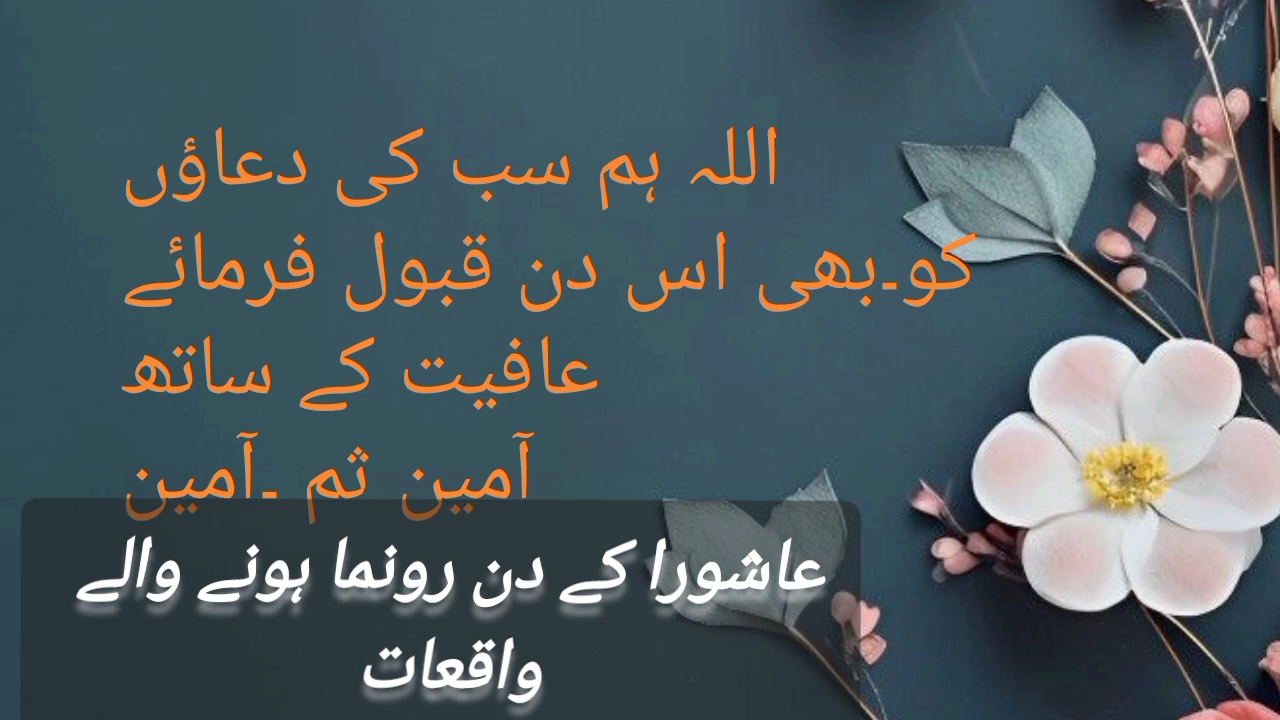 اللہ ہم سب کی دعاؤں
کو۔بھی اس دن قبول فرمائے
عافیت کے ساتھ
آمین ثم ۔آمین
عاشورا کے دن رونما ہونے والے
واقعات